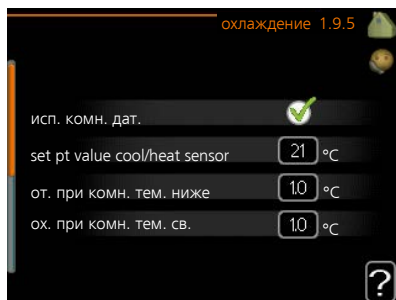 охлаждение 1.9.5
исп. комн. дат.
set pt value cool/heat sensor 21 °C
от. при комн. тем. ниже 1.0 °C
ох. при комн. тем. св. 1.0 °C
?